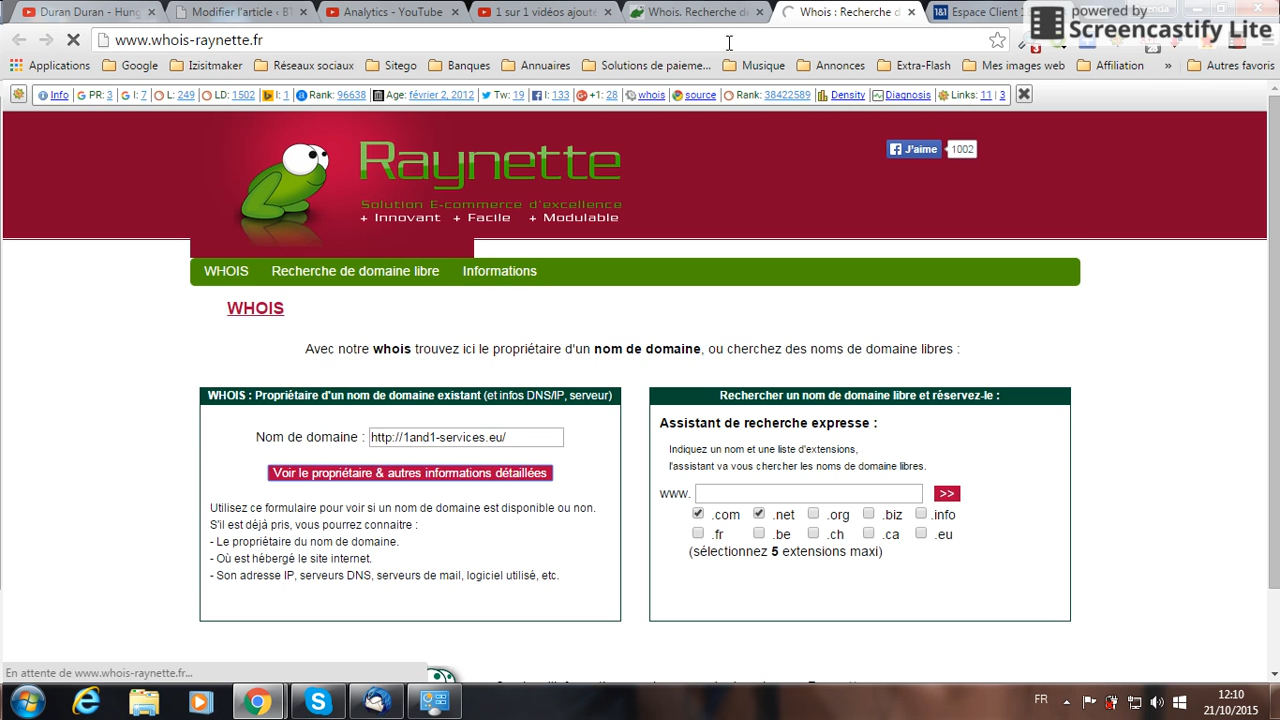 Duran Duran - Hung
Modifier l'article ‹ B1
Analytics - YouTube
1 sur 1 vidéos ajouté
Whois. Recherche de
Whois : Recherche d
Espace Client 1
powered by
Screencastify Lite
www.whois-raynette.fr
Applications
Google
Izisitmaker
Réseaux sociaux
Sitego
Banques
Annuaires
Solutions de paieme...
Musique
Annonces
Extra-Flash
Mes images web
Affiliation
»
Autres favoris
Info PR: 3 I: 7 L: 249 LD: 1502 I: 1 Rank: 96638 Age: février 2, 2012 Tw: 19 I: 133 +1: 28 whois source Rank: 38422589 Density Diagnosis Links: 11 | 3
Raynette
Solution E-commerce d'excellence
+ Innovant + Facile + Modulable
J'aime 1002
WHOIS Recherche de domaine libre Informations
WHOIS
Avec notre whois trouvez ici le propriétaire d'un nom de domaine, ou cherchez des noms de domaine libres :
WHOIS : Propriétaire d'un nom de domaine existant (et infos DNS/IP, serveur)
Nom de domaine : http://1and1-services.eu/
Voir le propriétaire & autres informations détaillées
Utilisez ce formulaire pour voir si un nom de domaine est disponible ou non.
S'il est déjà pris, vous pourrez connaitre :
- Le propriétaire du nom de domaine.
- Où est hébergé le site internet.
- Son adresse IP, serveurs DNS, serveurs de mail, logiciel utilisé, etc.
Rechercher un nom de domaine libre et réservez-le :
Assistant de recherche expresse :
Indiquez un nom et une liste d'extensions,
l'assistant va vous chercher les noms de domaine libres.
www. >>
.com .net .org .biz .info
.fr .be .ch .ca .eu
(sélectionnez 5 extensions maxi)
En attente de www.whois-raynette.fr...
FR
12:10
21/10/2015